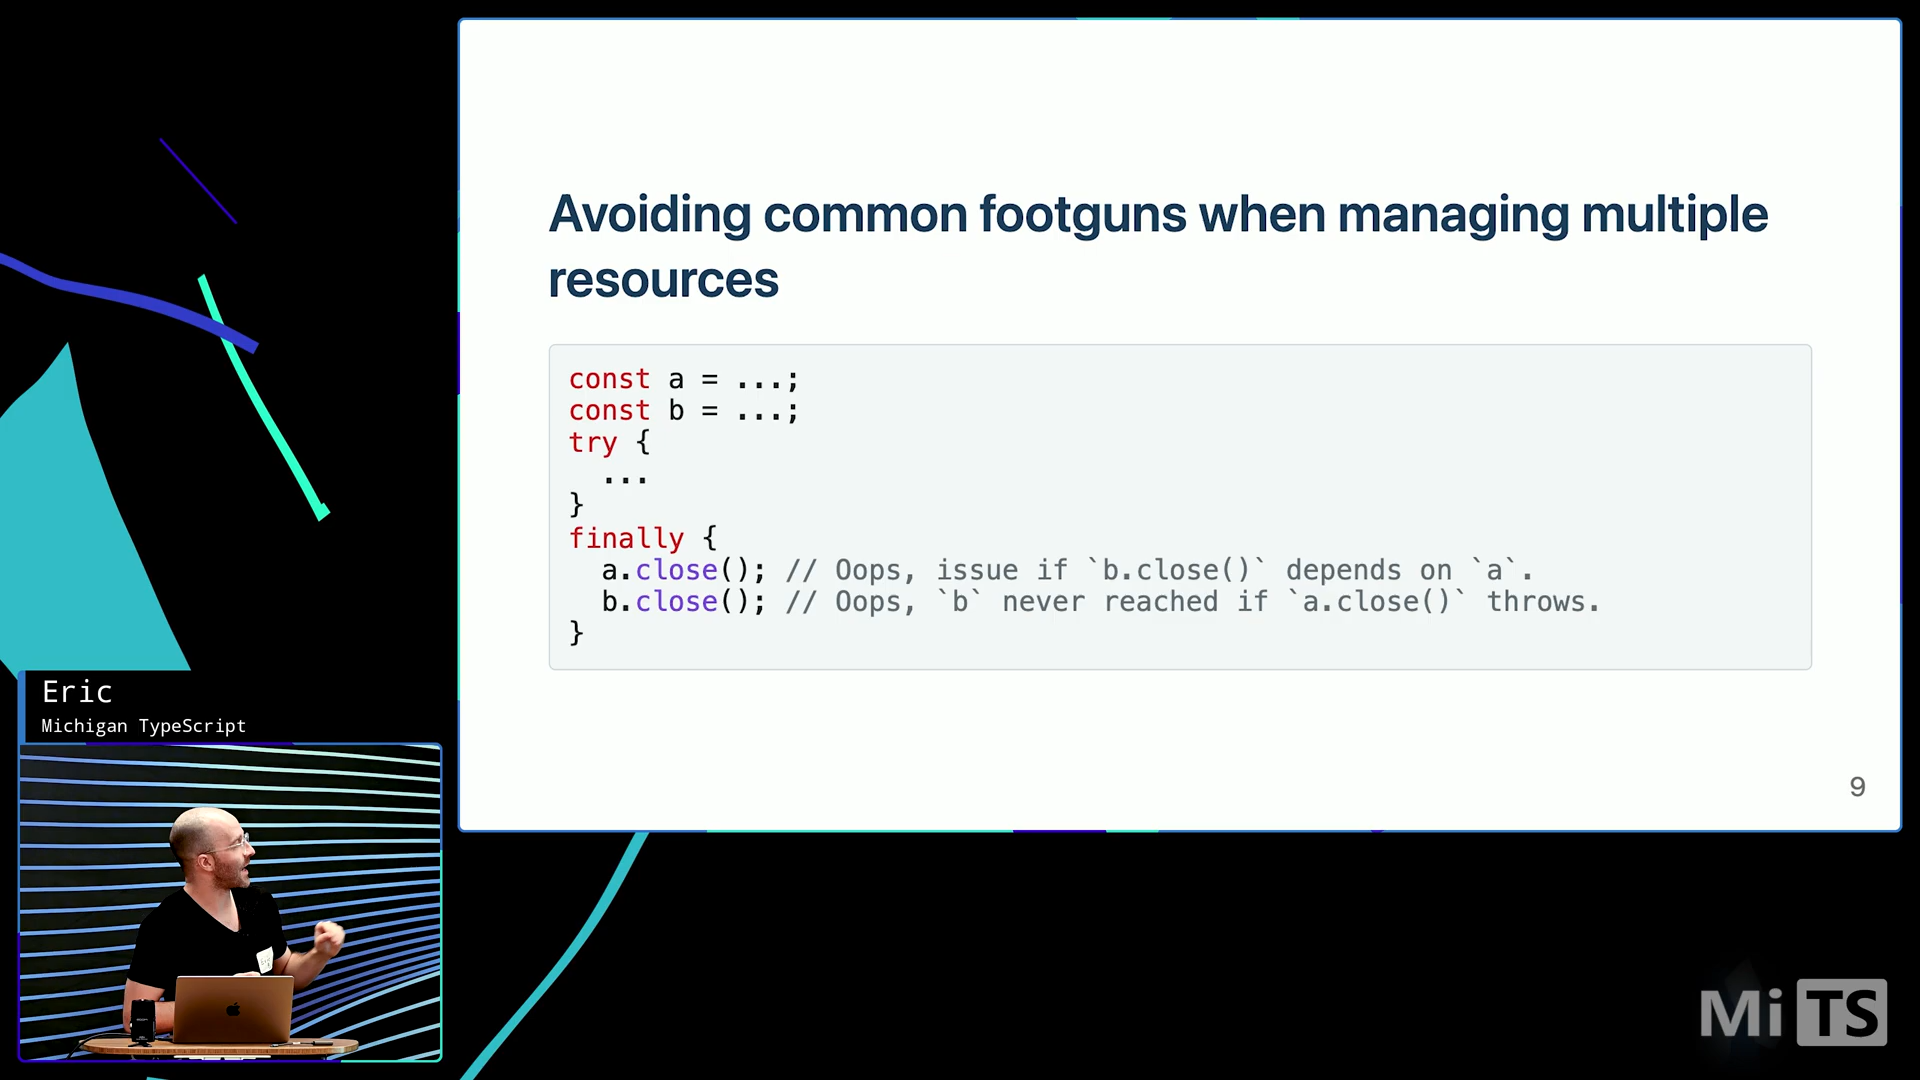 Avoiding common footguns when managing multiple
resources
const a = ...;
const b = ...;
try {
  ...
}
finally {
  a.close(); // Oops, issue if `b.close()` depends on `a`.
  b.close(); // Oops, `b` never reached if `a.close()` throws.
}
9
Eric
Michigan TypeScript
Mi TS